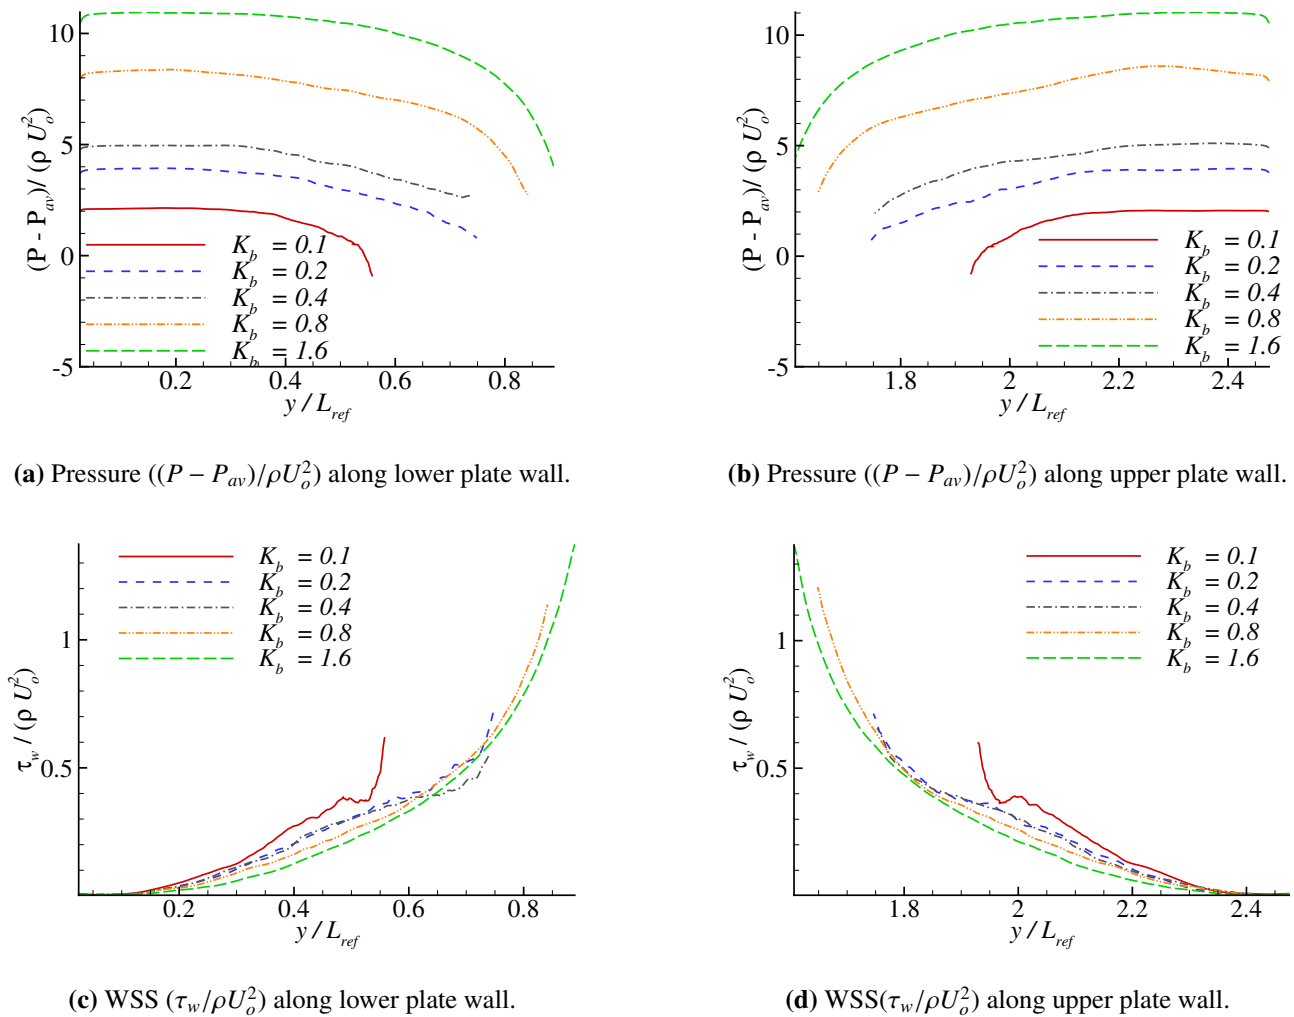 10
5
0
-5
(P - P_av) / (ρ U_o^2)
K_b = 0.1
K_b = 0.2
K_b = 0.4
K_b = 0.8
K_b = 1.6
0.2 0.4 0.6 0.8
y / L_ref
10
5
0
-5
(P - P_av) / (ρ U_o^2)
K_b = 0.1
K_b = 0.2
K_b = 0.4
K_b = 0.8
K_b = 1.6
1.8 2 2.2 2.4
y / L_ref
(a) Pressure ((P − P_av)/ρU_o^2) along lower plate wall.
(b) Pressure ((P − P_av)/ρU_o^2) along upper plate wall.
K_b = 0.1
K_b = 0.2
K_b = 0.4
K_b = 0.8
K_b = 1.6
1
0.5
τ_w / (ρ U_o^2)
0.2 0.4 0.6 0.8
y / L_ref
K_b = 0.1
K_b = 0.2
K_b = 0.4
K_b = 0.8
K_b = 1.6
1
0.5
τ_w / (ρ U_o^2)
1.8 2 2.2 2.4
y / L_ref
(c) WSS (τ_w/ρU_o^2) along lower plate wall.
(d) WSS(τ_w/ρU_o^2) along upper plate wall.